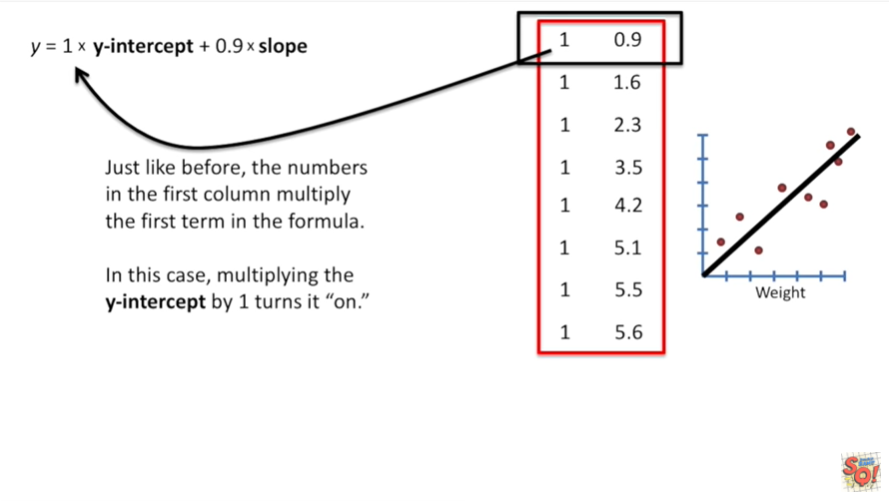 y = 1 × y-intercept + 0.9 × slope
1 0.9
1 1.6
1 2.3
1 3.5
1 4.2
1 5.1
1 5.5
1 5.6
Just like before, the numbers
in the first column multiply
the first term in the formula.
In this case, multiplying the
y-intercept by 1 turns it “on.”
Weight